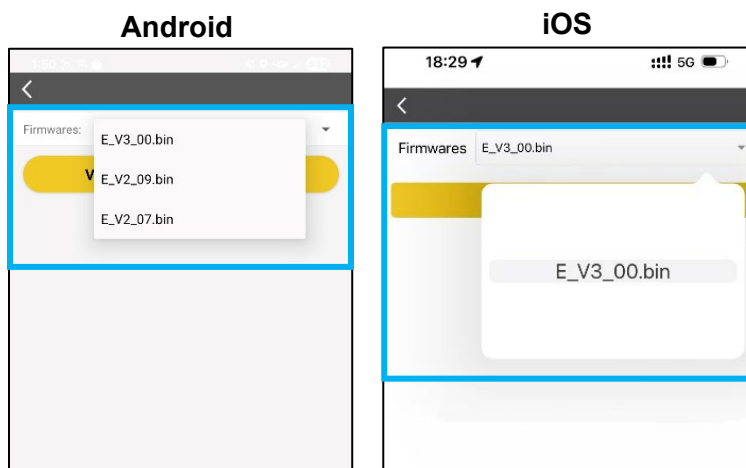 Android
iOS
18:29
5G
Firmwares:
E_V3_00.bin
V
E_V2_09.bin
E_V2_07.bin
Firmwares E_V3_00.bin
E_V3_00.bin